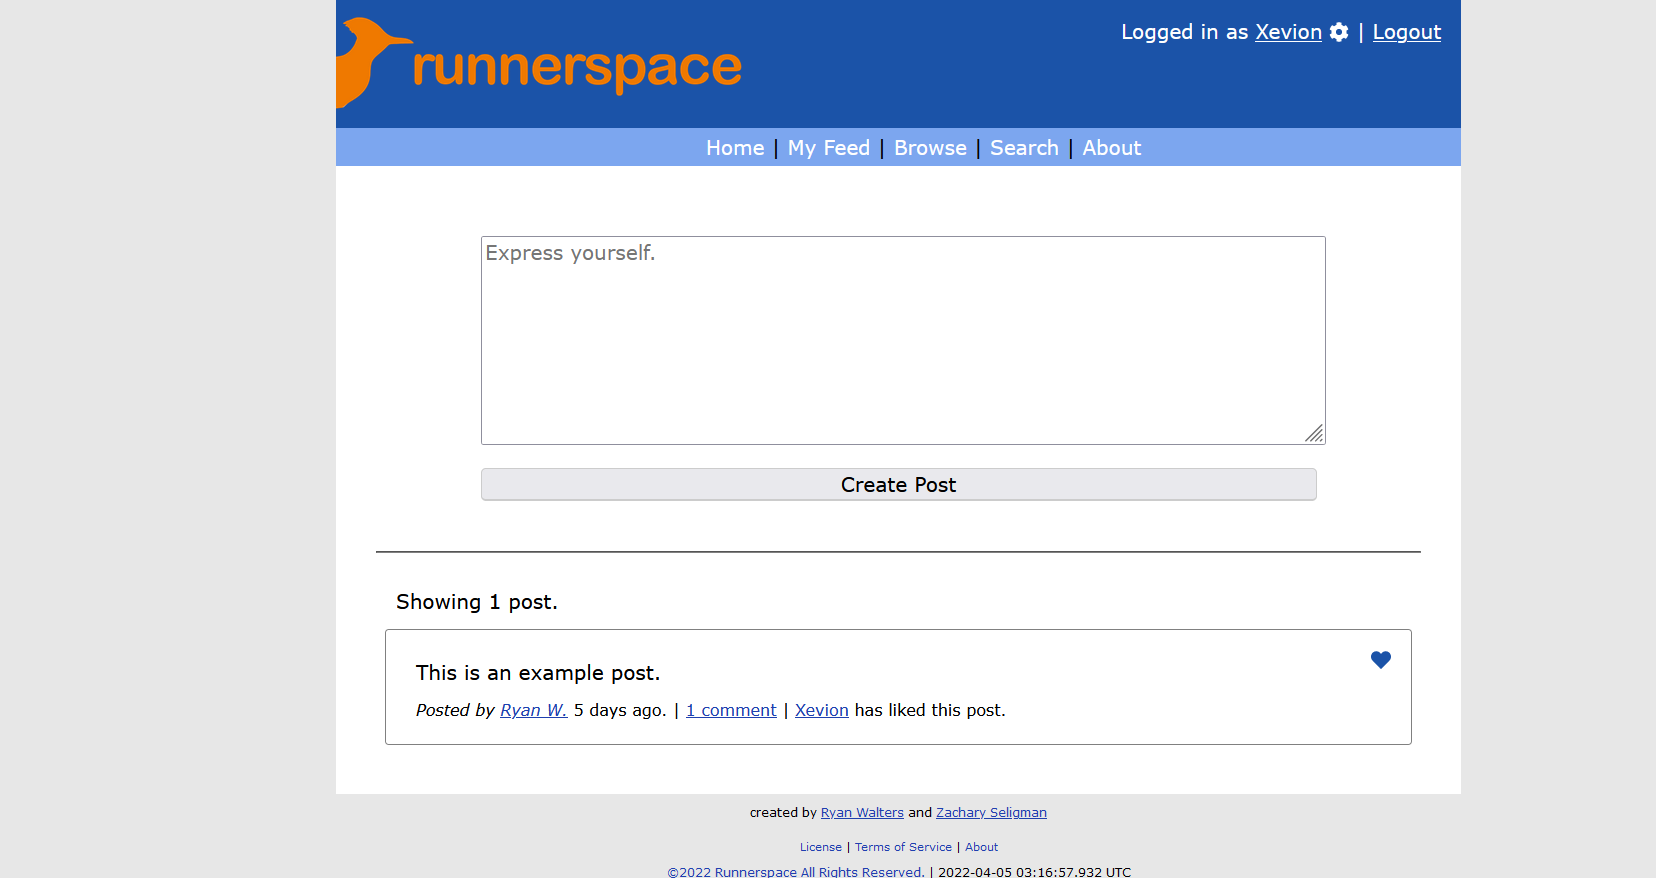 runnerspace
Logged in as Xevion | Logout
Home | My Feed | Browse | Search | About
Express yourself.
Create Post
Showing 1 post.
This is an example post.
Posted by Ryan W. 5 days ago. | 1 comment | Xevion has liked this post.
created by Ryan Walters and Zachary Seligman
License | Terms of Service | About
©2022 Runnerspace All Rights Reserved. | 2022-04-05 03:16:57.932 UTC